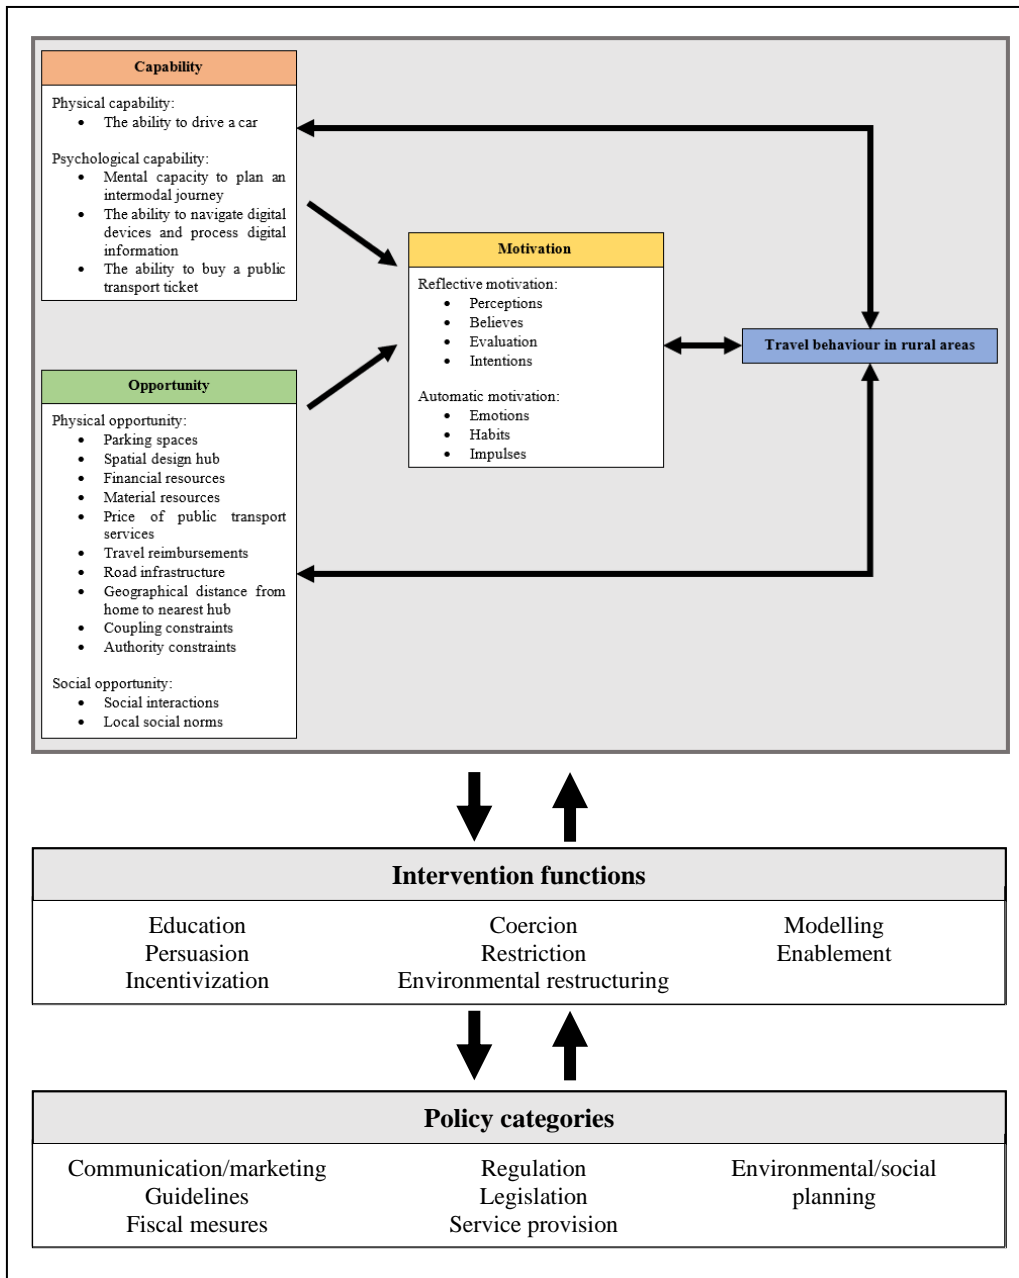 Capability
Physical capability:
• The ability to drive a car
Psychological capability:
• Mental capacity to plan an
intermodal journey
• The ability to navigate digital
devices and process digital
information
• The ability to buy a public
transport ticket
Motivation
Reflective motivation:
• Perceptions
• Believes
• Evaluation
• Intentions
Automatic motivation:
• Emotions
• Habits
• Impulses
Travel behaviour in rural areas
Opportunity
Physical opportunity:
• Parking spaces
• Spatial design hub
• Financial resources
• Material resources
• Price of public transport
services
• Travel reimbursements
• Road infrastructure
• Geographical distance from
home to nearest hub
• Coupling constraints
• Authority constraints
Social opportunity:
• Social interactions
• Local social norms
Intervention functions
Education
Persuasion
Incentivization
Coercion
Restriction
Environmental restructuring
Modelling
Enablement
Policy categories
Communication/marketing
Guidelines
Fiscal mesures
Regulation
Legislation
Service provision
Environmental/social
planning